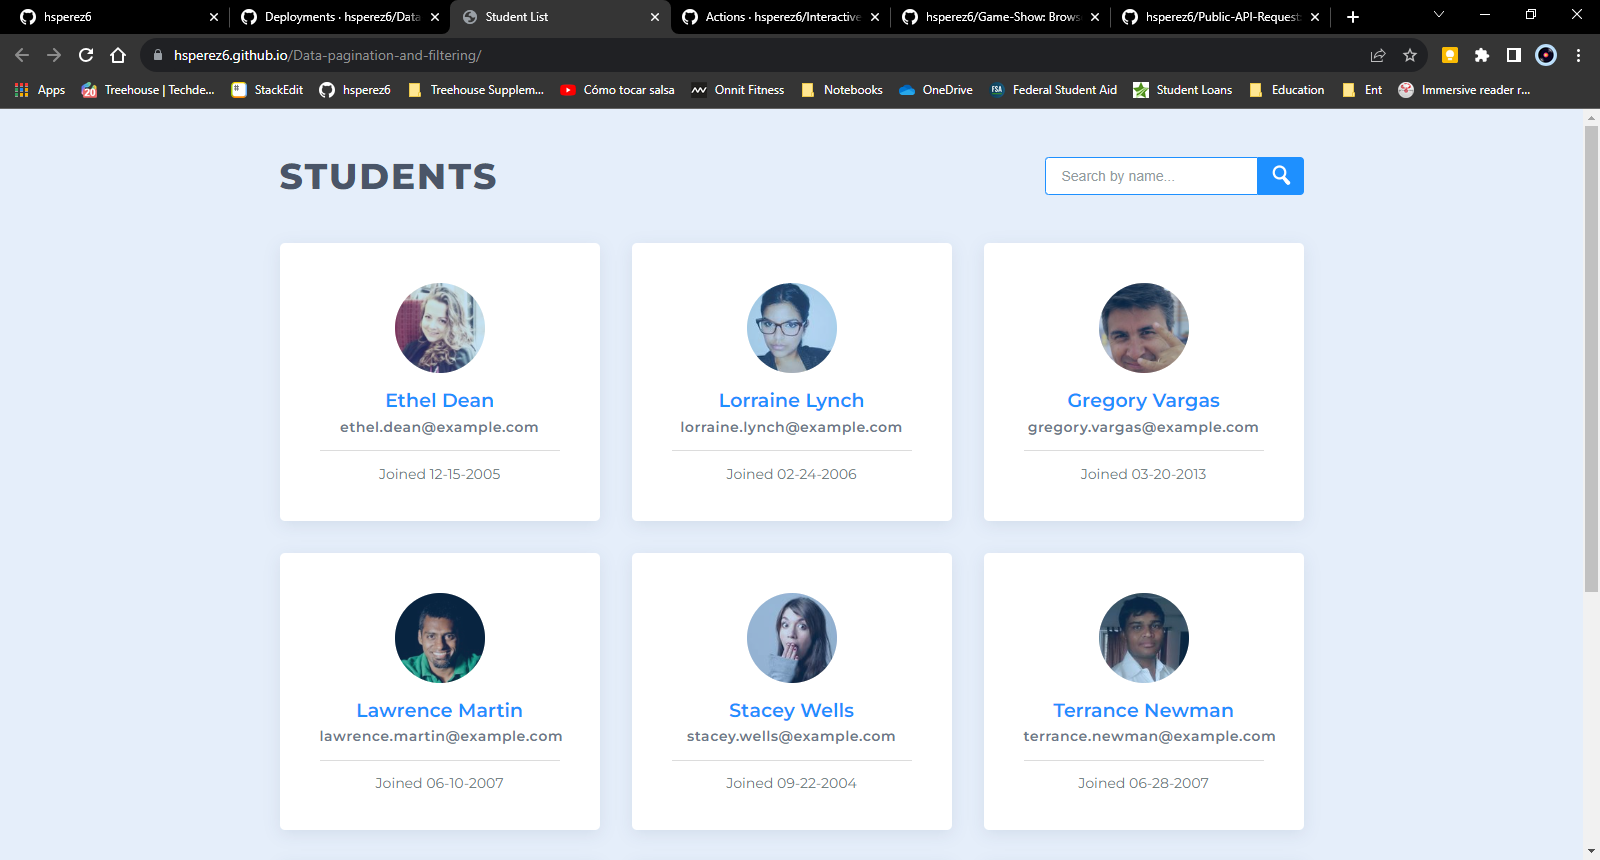 hsperez6
Deployments · hsperez6/Data
Student List
Actions · hsperez6/Interactive
hsperez6/Game-Show: Brows
hsperez6/Public-API-Request
hsperez6.github.io/Data-pagination-and-filtering/
Apps
20
Treehouse | Techde...
StackEdit
hsperez6
Treehouse Supplem...
Cómo tocar salsa
Onnit Fitness
Notebooks
OneDrive
FSA
Federal Student Aid
Student Loans
Education
Ent
Immersive reader r...
STUDENTS
Search by name...
Ethel Dean
ethel.dean@example.com
Joined 12-15-2005
Lorraine Lynch
lorraine.lynch@example.com
Joined 02-24-2006
Gregory Vargas
gregory.vargas@example.com
Joined 03-20-2013
Lawrence Martin
lawrence.martin@example.com
Joined 06-10-2007
Stacey Wells
stacey.wells@example.com
Joined 09-22-2004
Terrance Newman
terrance.newman@example.com
Joined 06-28-2007